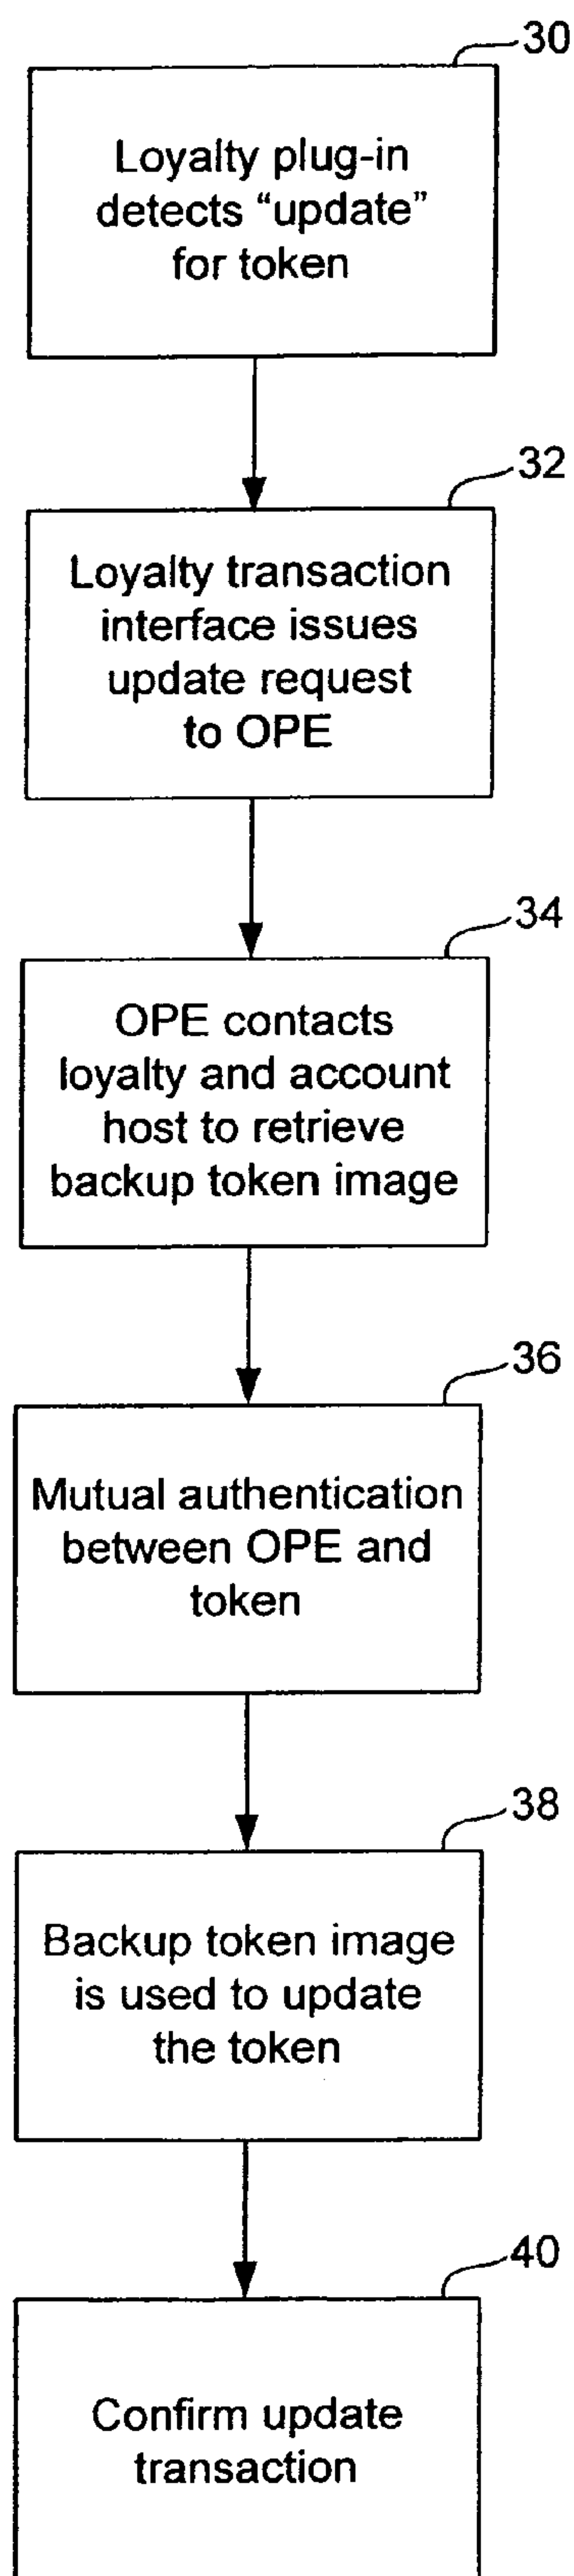 30
Loyalty plug-in
detects “update”
for token
32
Loyalty transaction
interface issues
update request
to OPE
34
OPE contacts
loyalty and account
host to retrieve
backup token image
36
Mutual authentication
between OPE and
token
38
Backup token image
is used to update
the token
40
Confirm update
transaction